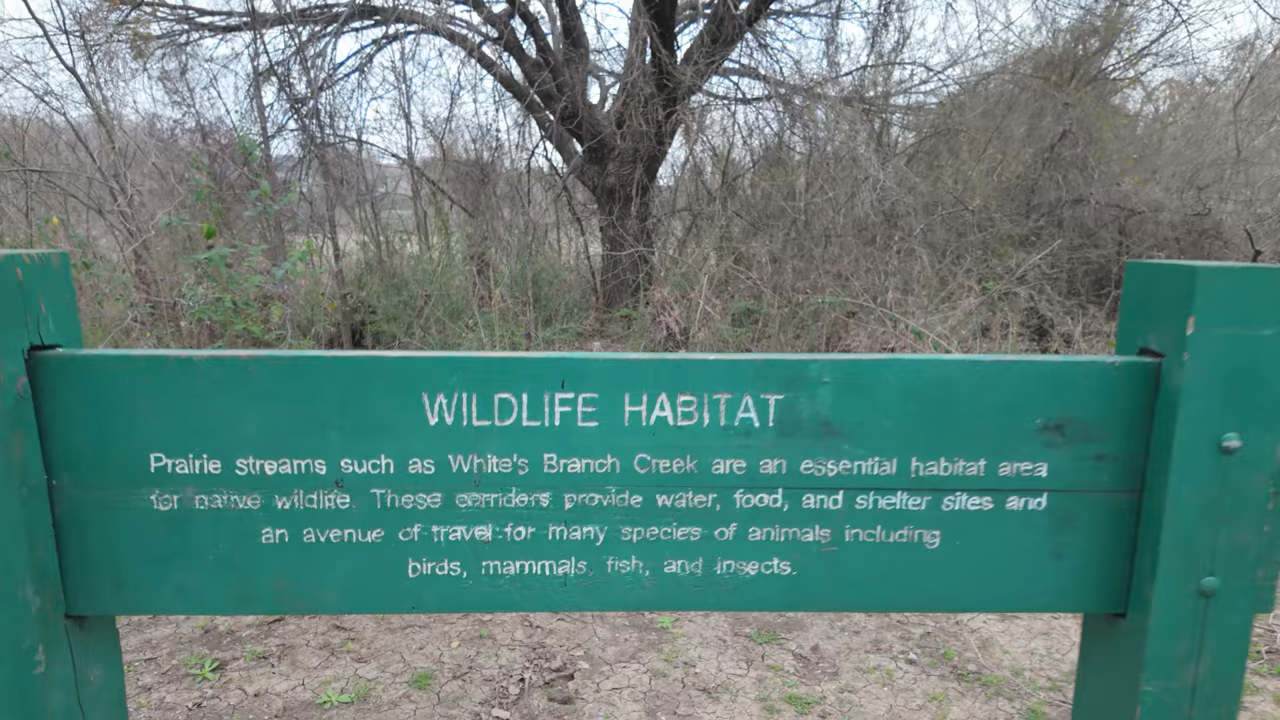 WILDLIFE HABITAT
Prairie streams such as White's Branch Creek are an essential habitat area
for native wildlife. These corridors provide water, food, and shelter sites and
an avenue of travel for many species of animals including
birds, mammals, fish, and insects.